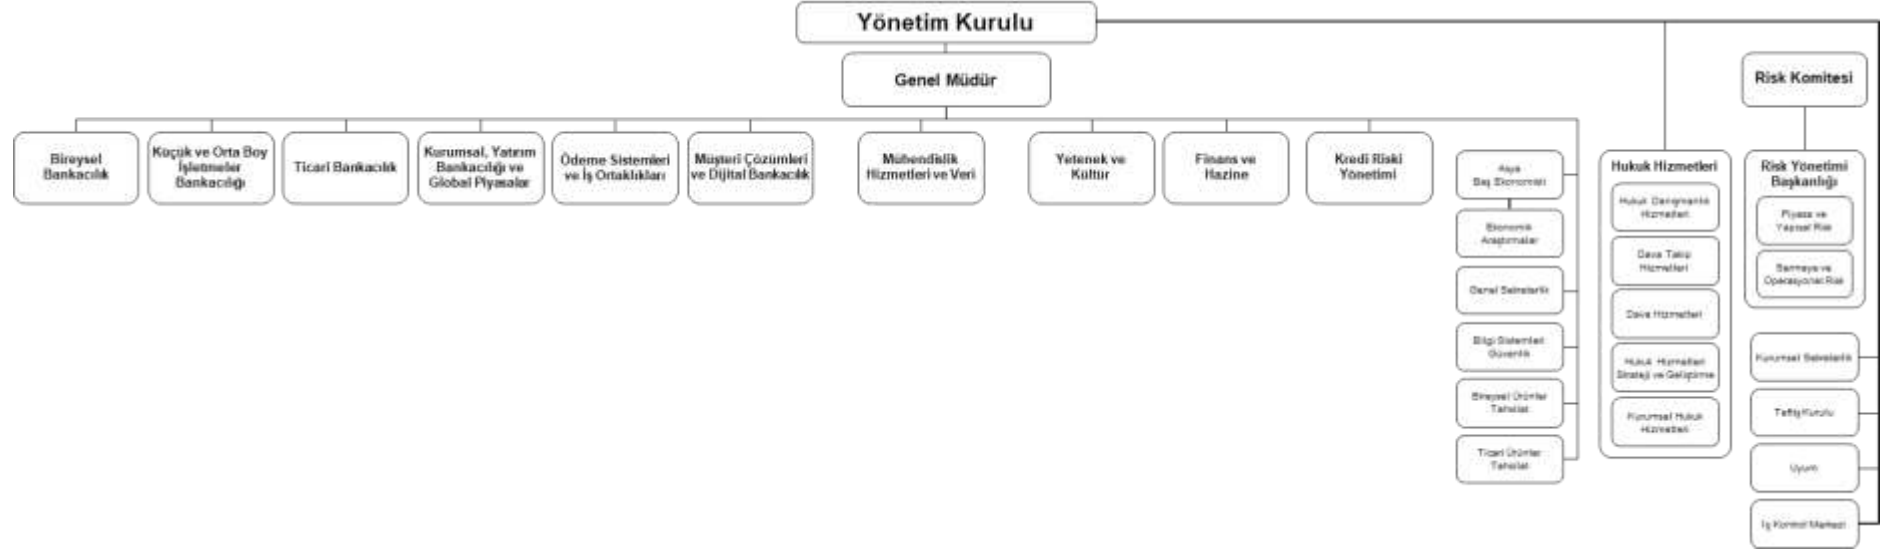 Yönetim Kurulu
Genel Müdür
Risk Komitesi
Bireysel
Bankacılık
Küçük ve Orta Boy
İşletmeler
Bankacılığı
Ticari Bankacılık
Kurumsal, Yatırım
Bankacılığı ve
Global Piyasalar
Ödeme Sistemleri
ve İş Ortaklıkları
Müşteri Çözümleri
ve Dijital Bankacılık
Mühendislik
Hizmetleri ve Veri
Yetenek ve
Kültür
Finans ve
Hazine
Kredi Riski
Yönetimi
Baş Ekonomisti
Ekonomik
Araştırmalar
Genel Sekreterlik
Bilgi Sistemleri
Güvenlik
Bireysel Ürünler
Tahsilat
Ticari Ürünler
Tahsilat
Hukuk Hizmetleri
Hukuk Danışmanlık
Hizmetleri
Dava Takip
Hizmetleri
Dava Hizmetleri
Hukuk Hizmetleri
Strateji ve Geliştirme
Kurumsal Hukuk
Hizmetleri
Risk Yönetimi
Başkanlığı
Piyasa ve
Yapısal Risk
Sermaye ve
Operasyonel Risk
Kurumsal Sekreterlik
Teftiş Kurulu
Uyum
İç Kontrol Merkezi